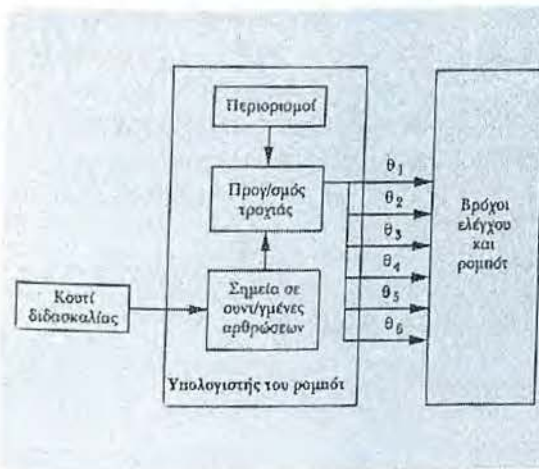 Περιορισμοί
Προγ/σμός
τροχιάς
Σημεία σε
συντ/γμένες
αρθρώσεων
Υπολογιστής του ρομπότ
Κουτί
διδασκαλίας
θ1
θ2
θ3
θ4
θ5
θ6
Βρόχοι
ελέγχου
και
ρομπότ